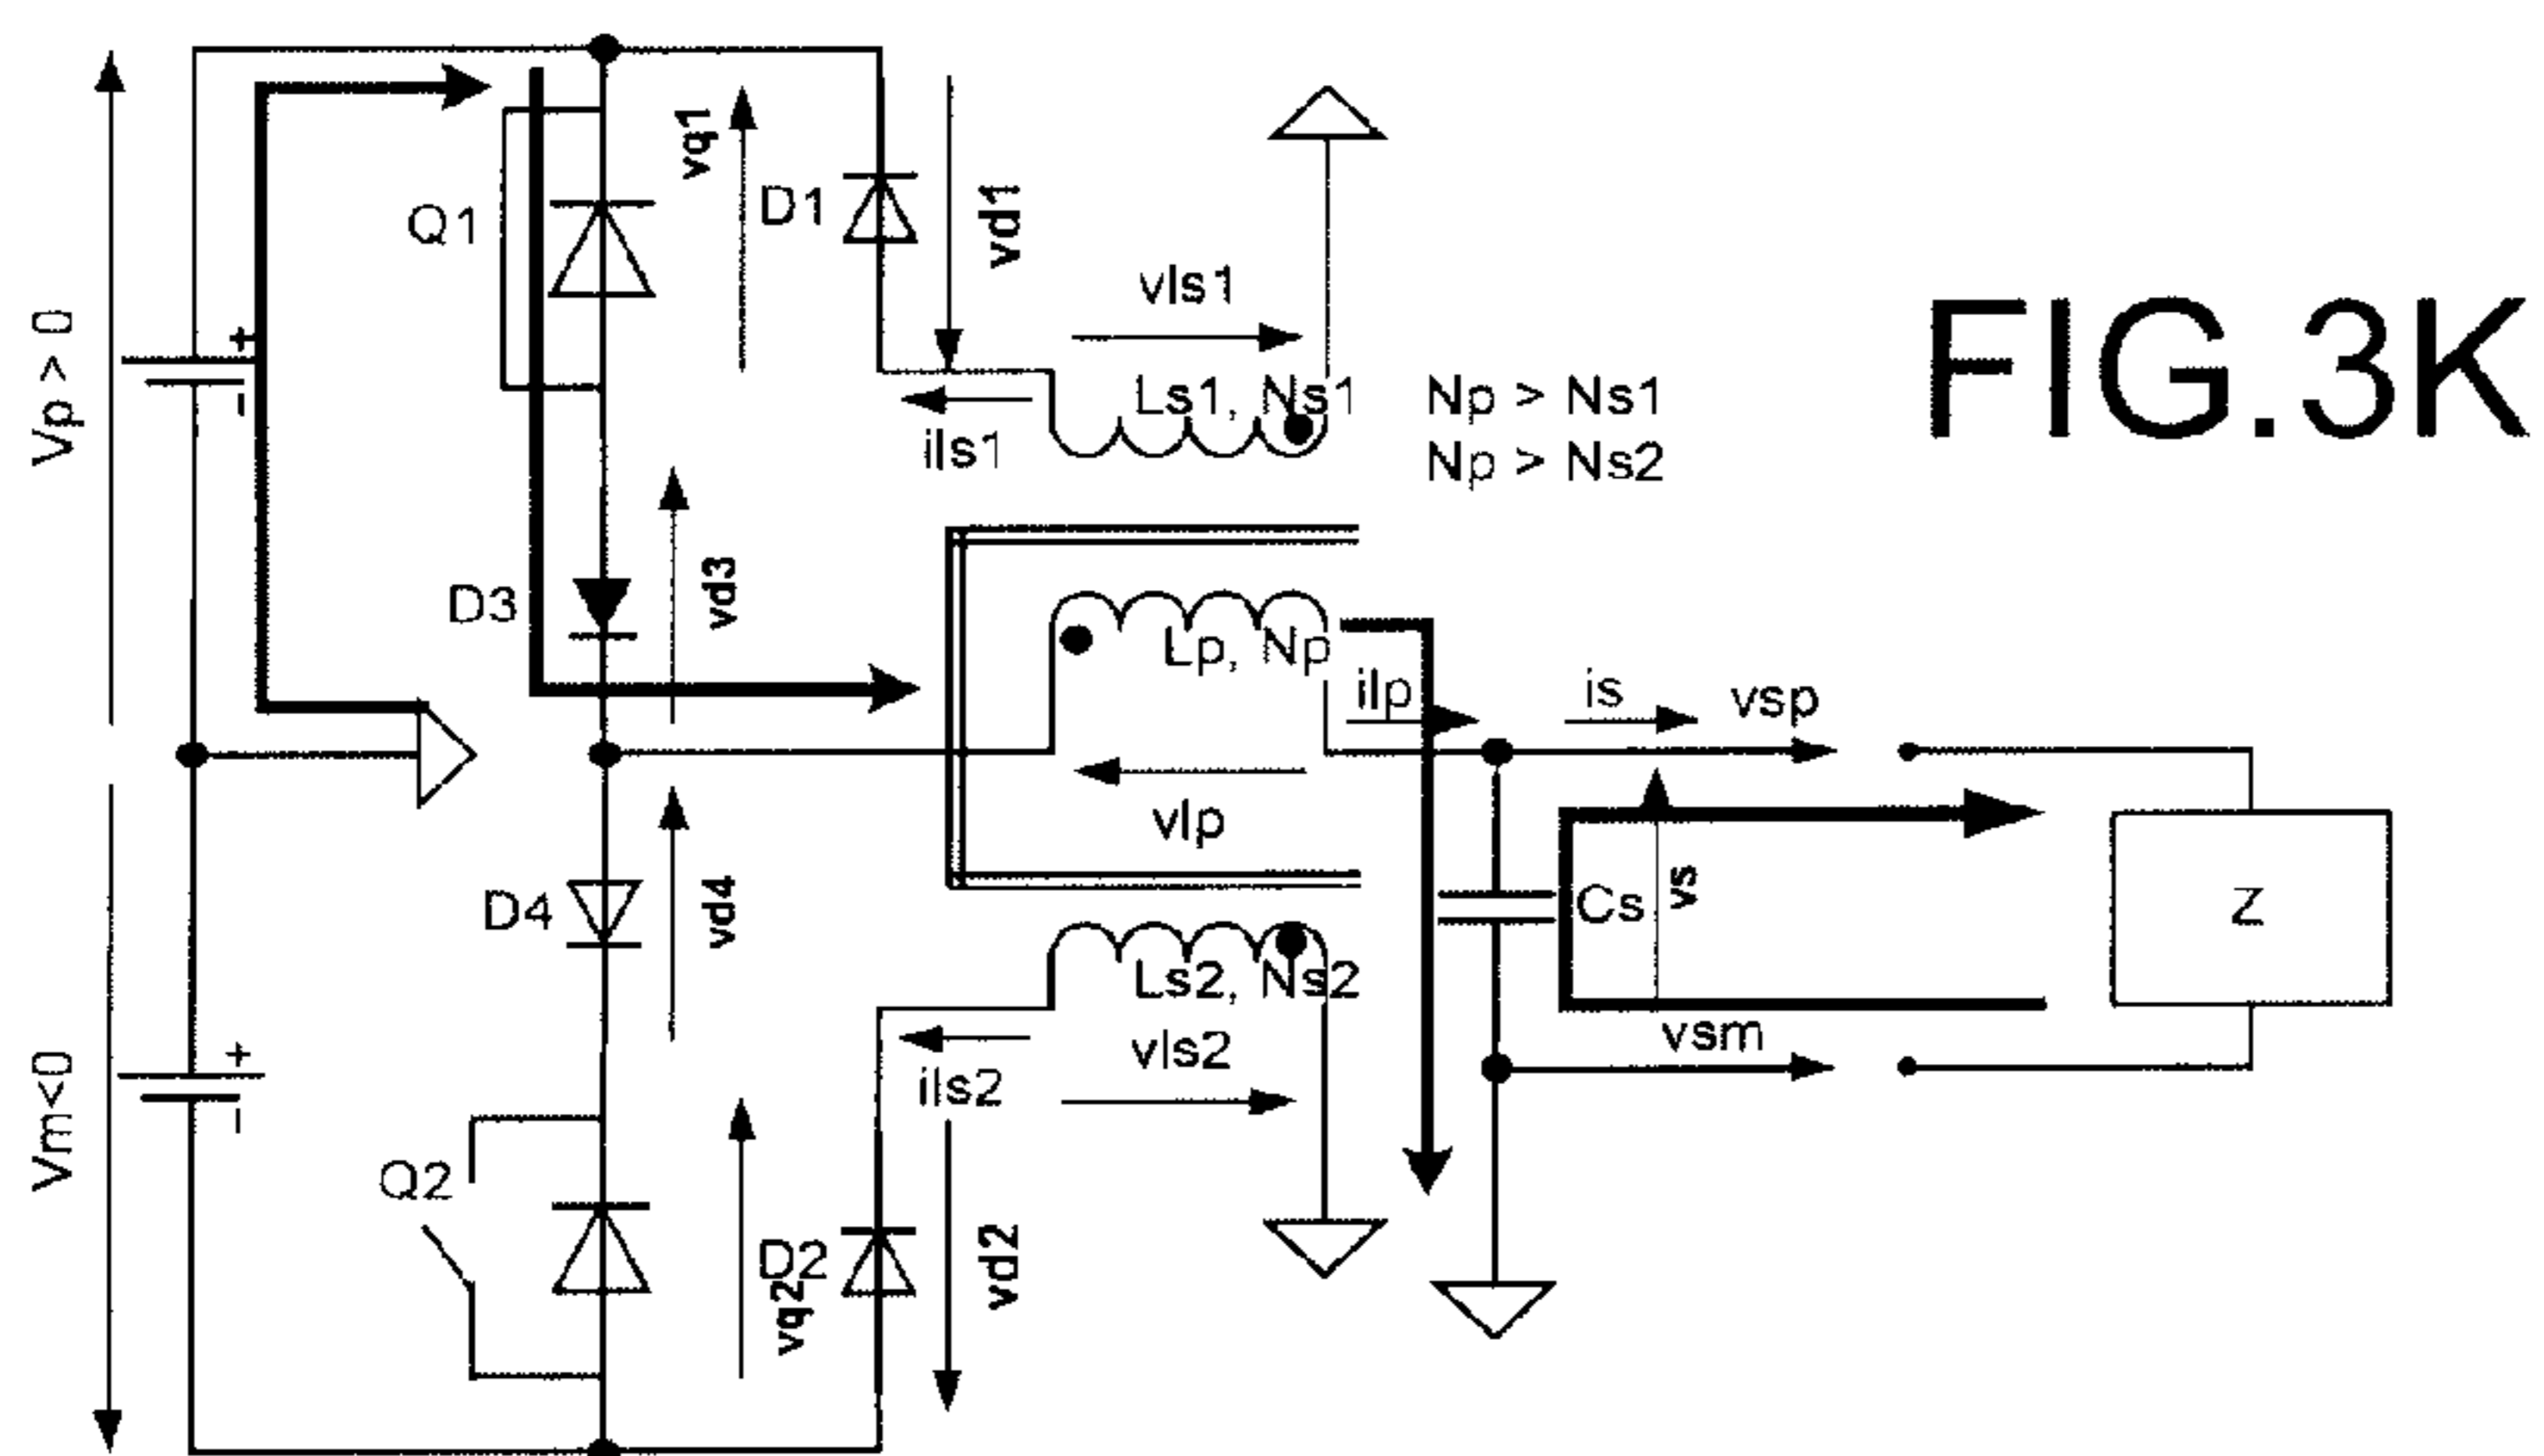 FIG.3K
Vp > 0
+
-
Q1
vq1
D1
vd1
vls1
Ls1, Ns1
ils1
Np > Ns1
Np > Ns2
D3
vd3
Lp, Np
ilp
is
vsp
vlp
D4
vd4
Cs
vs
Z
Ls2, Ns2
ils2
vls2
vsm
Vm<0
+
-
Q2
vq2
D2
vd2